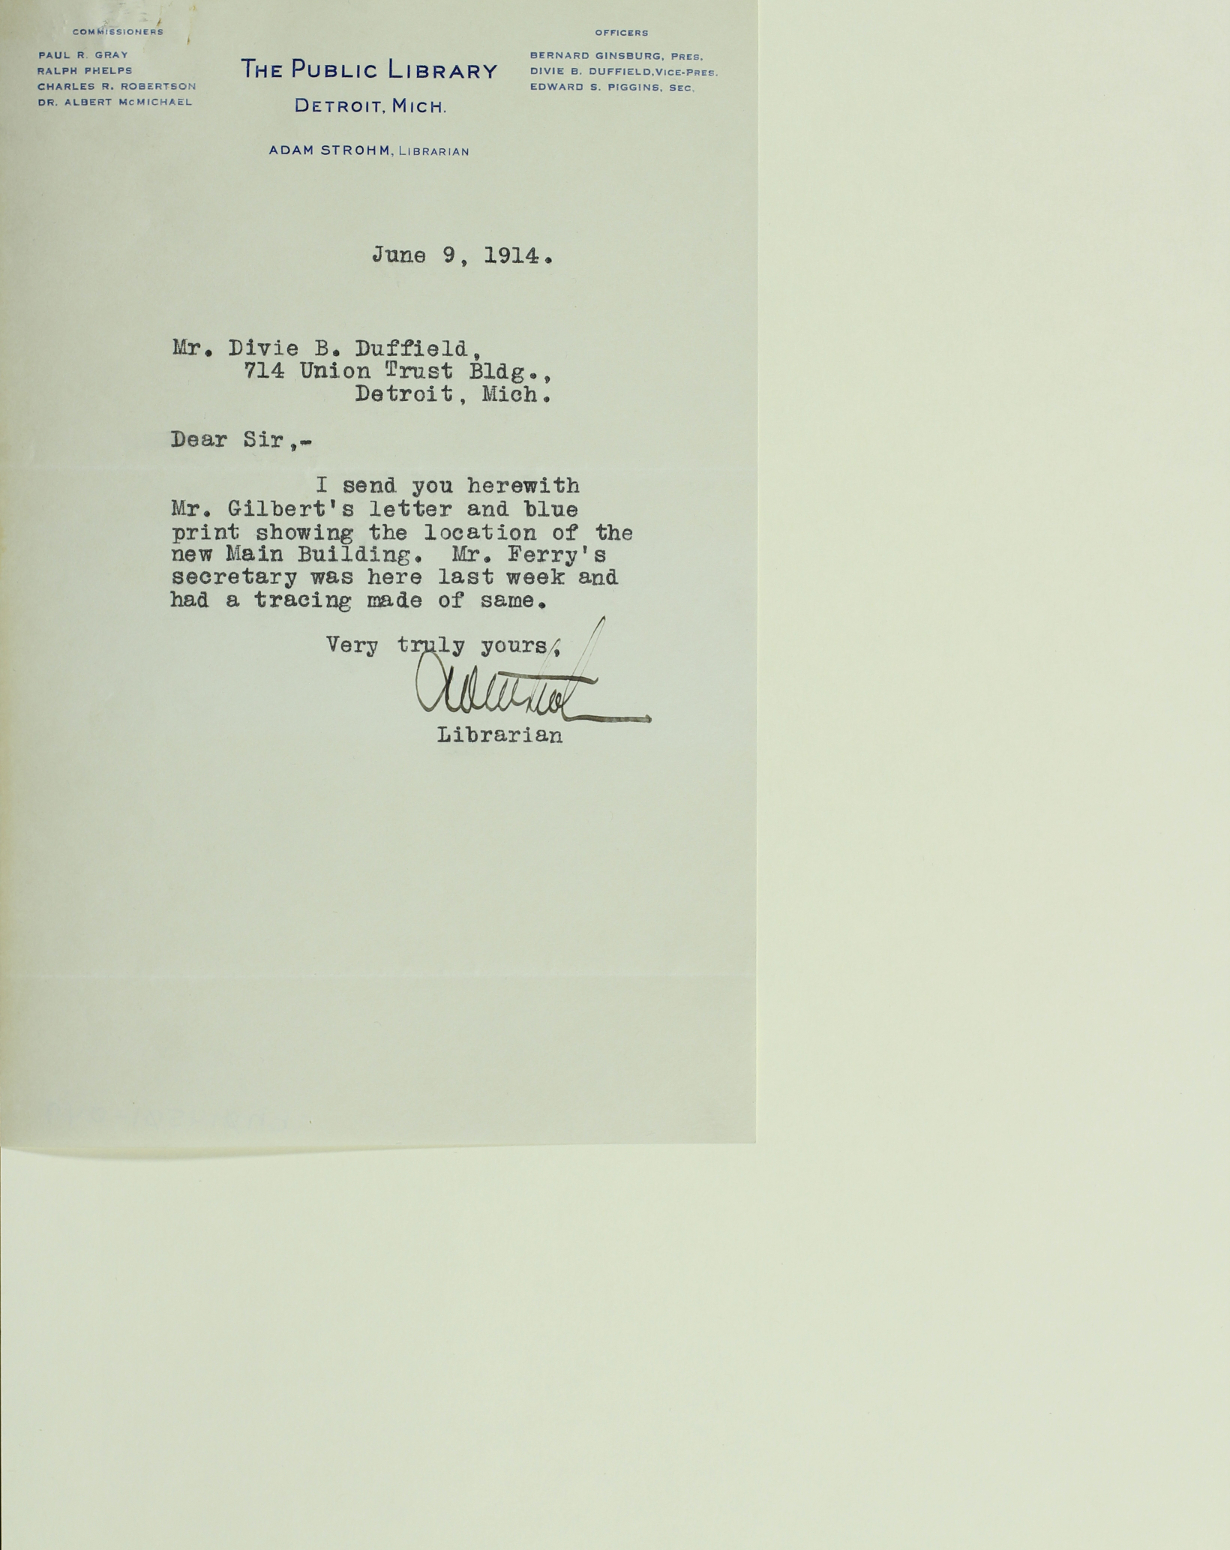 COMMISSIONERS
PAUL R. GRAY
RALPH PHELPS
CHARLES R. ROBERTSON
DR. ALBERT McMICHAEL
THE PUBLIC LIBRARY
DETROIT, MICH.
ADAM STROHM, LIBRARIAN
OFFICERS
BERNARD GINSBURG, PRES.
DIVIE B. DUFFIELD, VICE-PRES.
EDWARD S. PIGGINS, SEC.
June 9, 1914.
Mr. Divie B. Duffield,
714 Union Trust Bldg.,
Detroit, Mich.
Dear Sir,-
I send you herewith
Mr. Gilbert's letter and blue
print showing the location of the
new Main Building. Mr. Ferry's
secretary was here last week and
had a tracing made of same.
Very truly yours,
Librarian